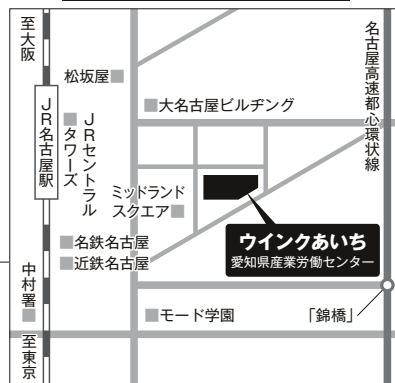 至大阪
松坂屋
JR名古屋駅
JRセントラル
タワーズ
大名古屋ビルヂング
名古屋高速都心環状線
ミッドランド
スクエア
名鉄名古屋
近鉄名古屋
ウインクあいち
愛知県産業労働センター
中村署
モード学園
「錦橋」
至東京